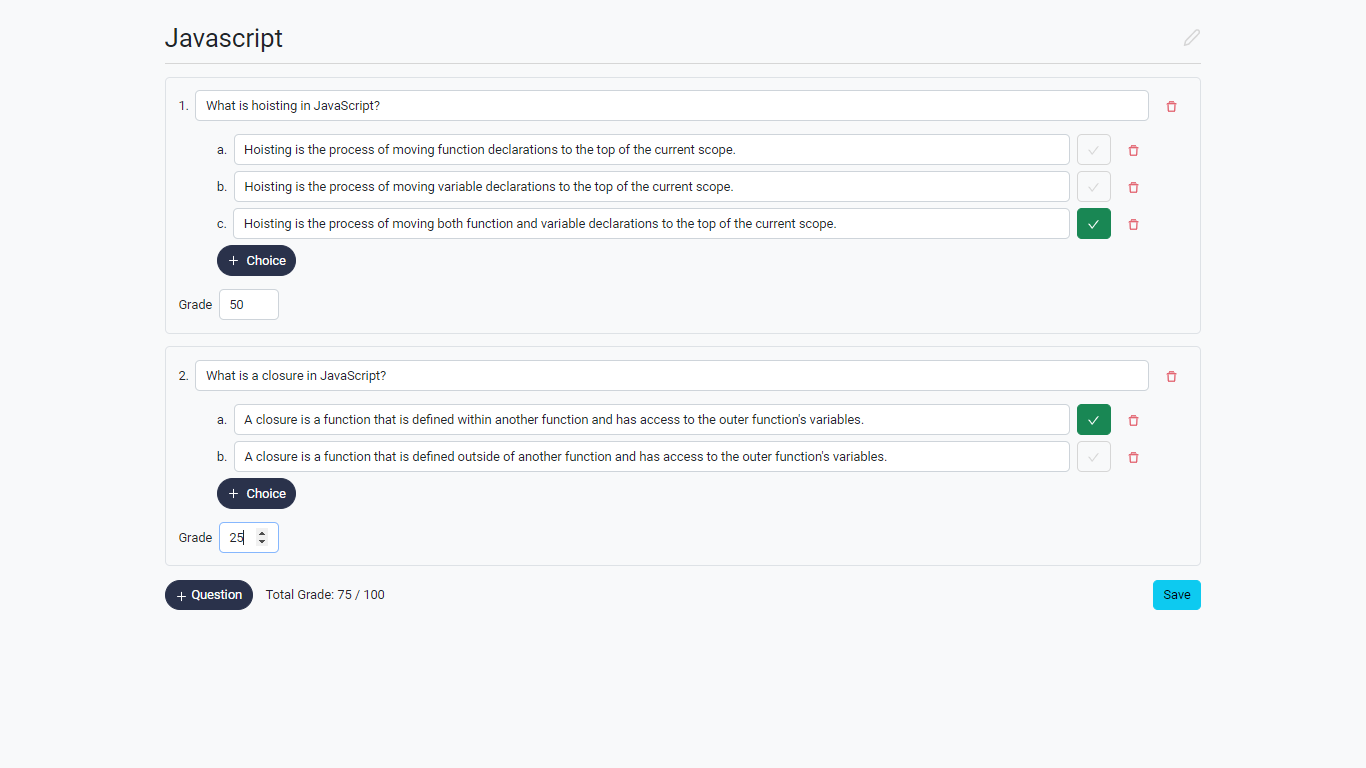 Javascript
1. What is hoisting in JavaScript?
a. Hoisting is the process of moving function declarations to the top of the current scope.
b. Hoisting is the process of moving variable declarations to the top of the current scope.
c. Hoisting is the process of moving both function and variable declarations to the top of the current scope.
+ Choice
Grade 50
2. What is a closure in JavaScript?
a. A closure is a function that is defined within another function and has access to the outer function's variables.
b. A closure is a function that is defined outside of another function and has access to the outer function's variables.
+ Choice
Grade 25
+ Question Total Grade: 75 / 100 Save